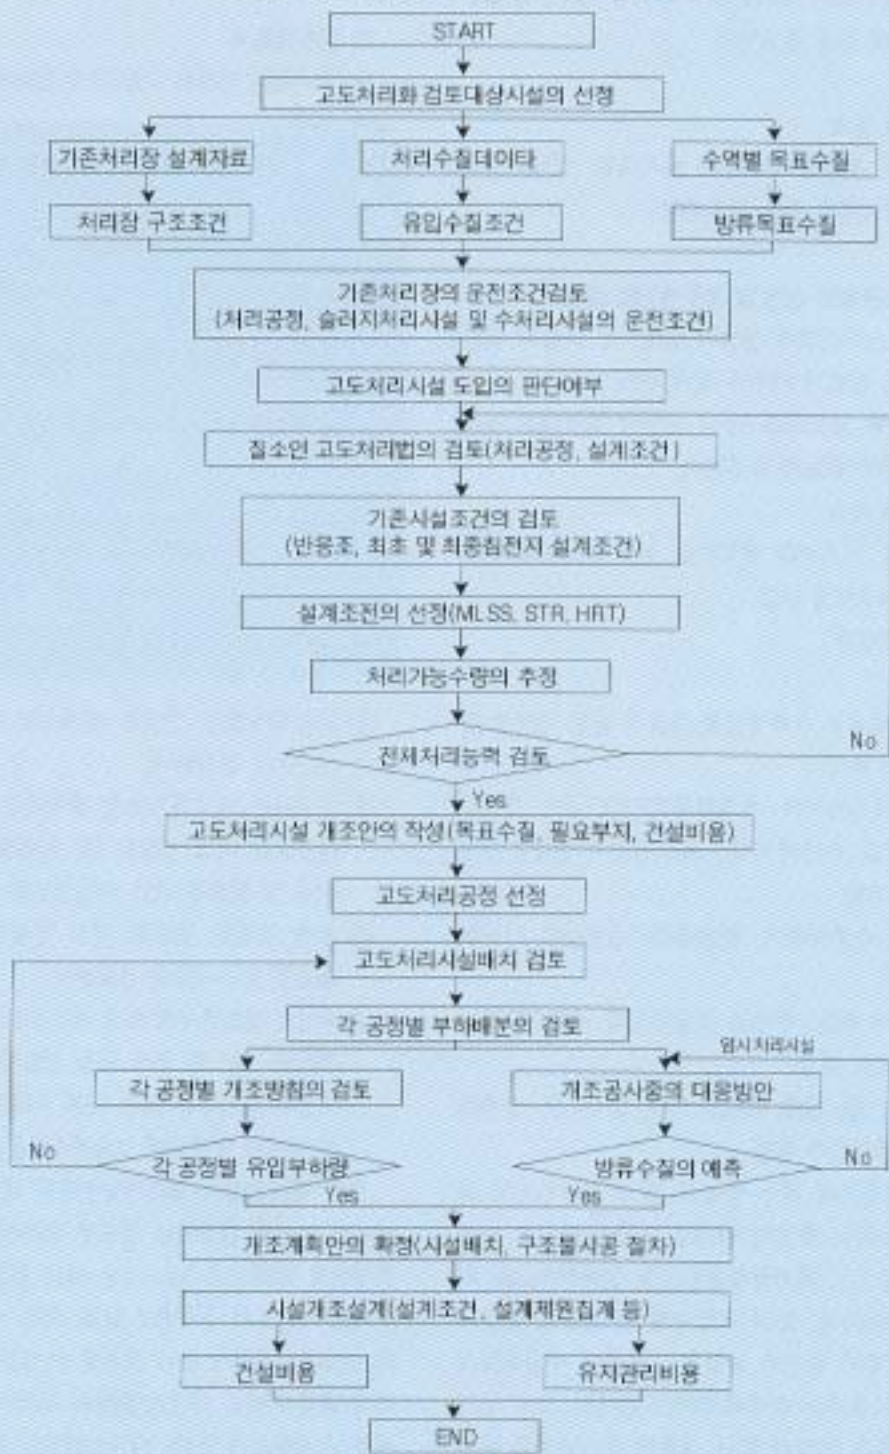 START
고도처리화 검토대상시설의 선정
기존처리장 설계자료
처리수질데이타
수역별 목표수질
처리장 구조조건
유입수질조건
방류목표수질
기존처리장의 운전조건검토
(처리공정, 슬러지처리시설 및 수처리시설의 운전조건)
고도처리시설 도입의 판단여부
질소인 고도처리법의 검토(처리공정, 설계조건)
기존시설조건의 검토
(반응조, 최초 및 최종침전지 설계조건)
설계조전의 선정(MLSS, STR, HRT)
처리가능수량의 추정
전체처리능력 검토
No
Yes
고도처리시설 개조안의 작성(목표수질, 필요부지, 건설비용)
고도처리공정 선정
고도처리시설배치 검토
각 공정별 부하배분의 검토
임시처리시설
각 공정별 개조방침의 검토
개조공사중의 대응방안
No
각 공정별 유입부하량
방류수질의 예측
No
Yes
Yes
개조계획안의 확정(시설배치, 구조물시공 절차)
시설개조설계(설계조건, 설계제원집계 등)
건설비용
유지관리비용
END